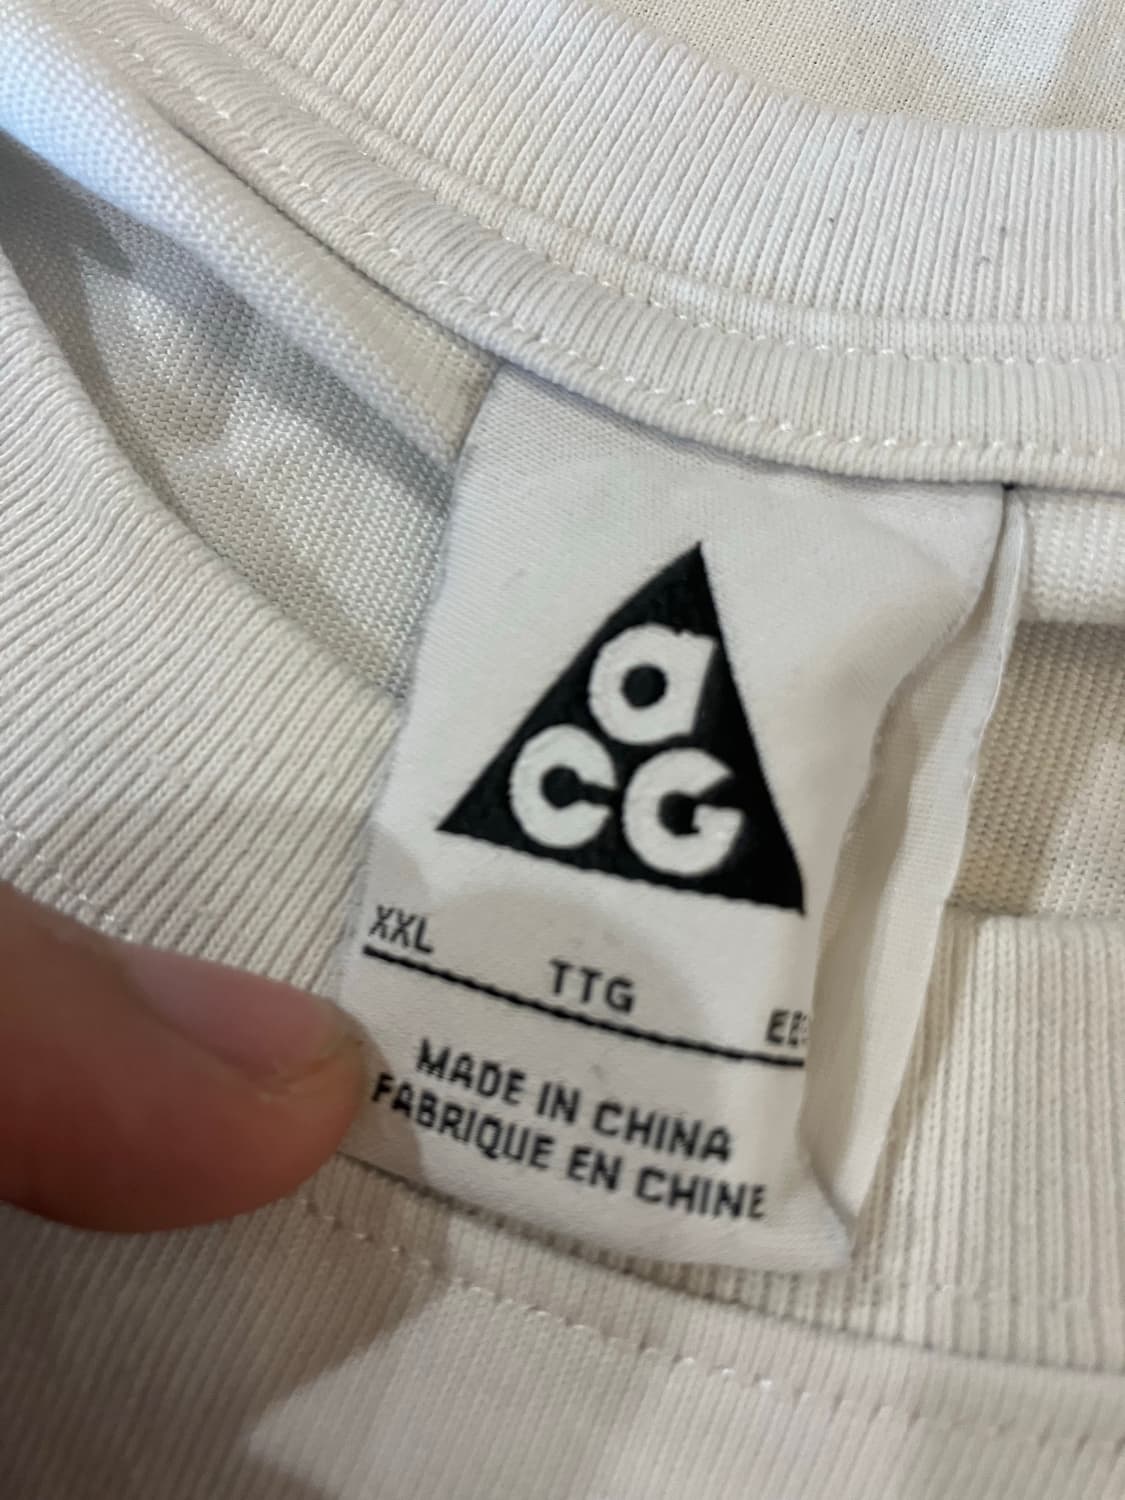 aCG
XXL TTG
MADE IN CHINA
FABRIQUE EN CHINE